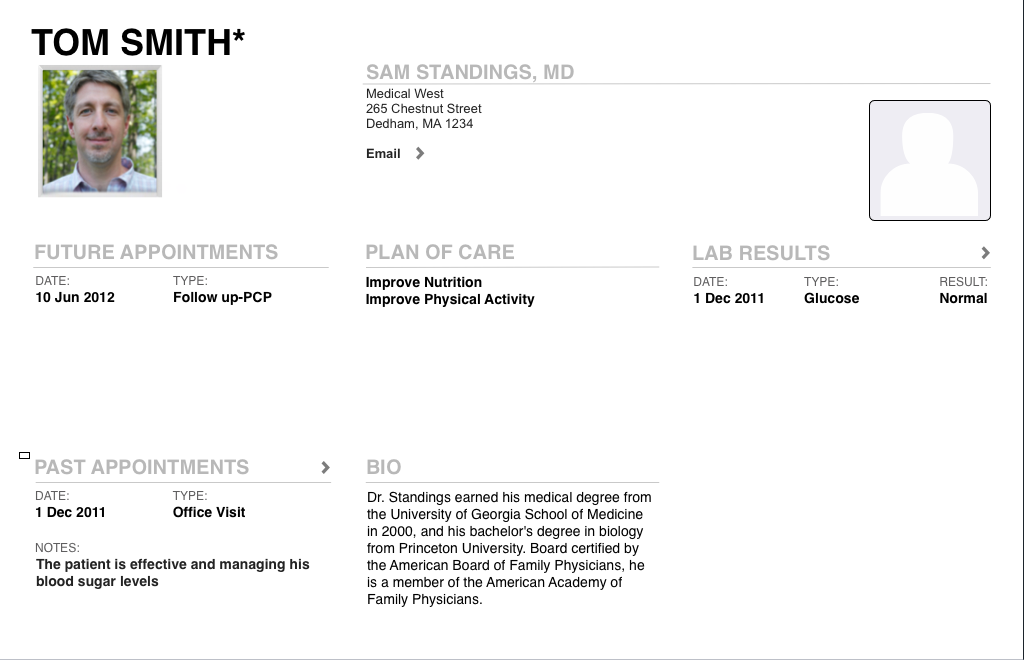 TOM SMITH*
SAM STANDINGS, MD
Medical West
265 Chestnut Street
Dedham, MA 1234
Email
FUTURE APPOINTMENTS
DATE: TYPE:
10 Jun 2012 Follow up-PCP
PLAN OF CARE
Improve Nutrition
Improve Physical Activity
LAB RESULTS
DATE: TYPE: RESULT:
1 Dec 2011 Glucose Normal
PAST APPOINTMENTS
DATE: TYPE:
1 Dec 2011 Office Visit
NOTES:
The patient is effective and managing his
blood sugar levels
BIO
Dr. Standings earned his medical degree from
the University of Georgia School of Medicine
in 2000, and his bachelor's degree in biology
from Princeton University. Board certified by
the American Board of Family Physicians, he
is a member of the American Academy of
Family Physicians.